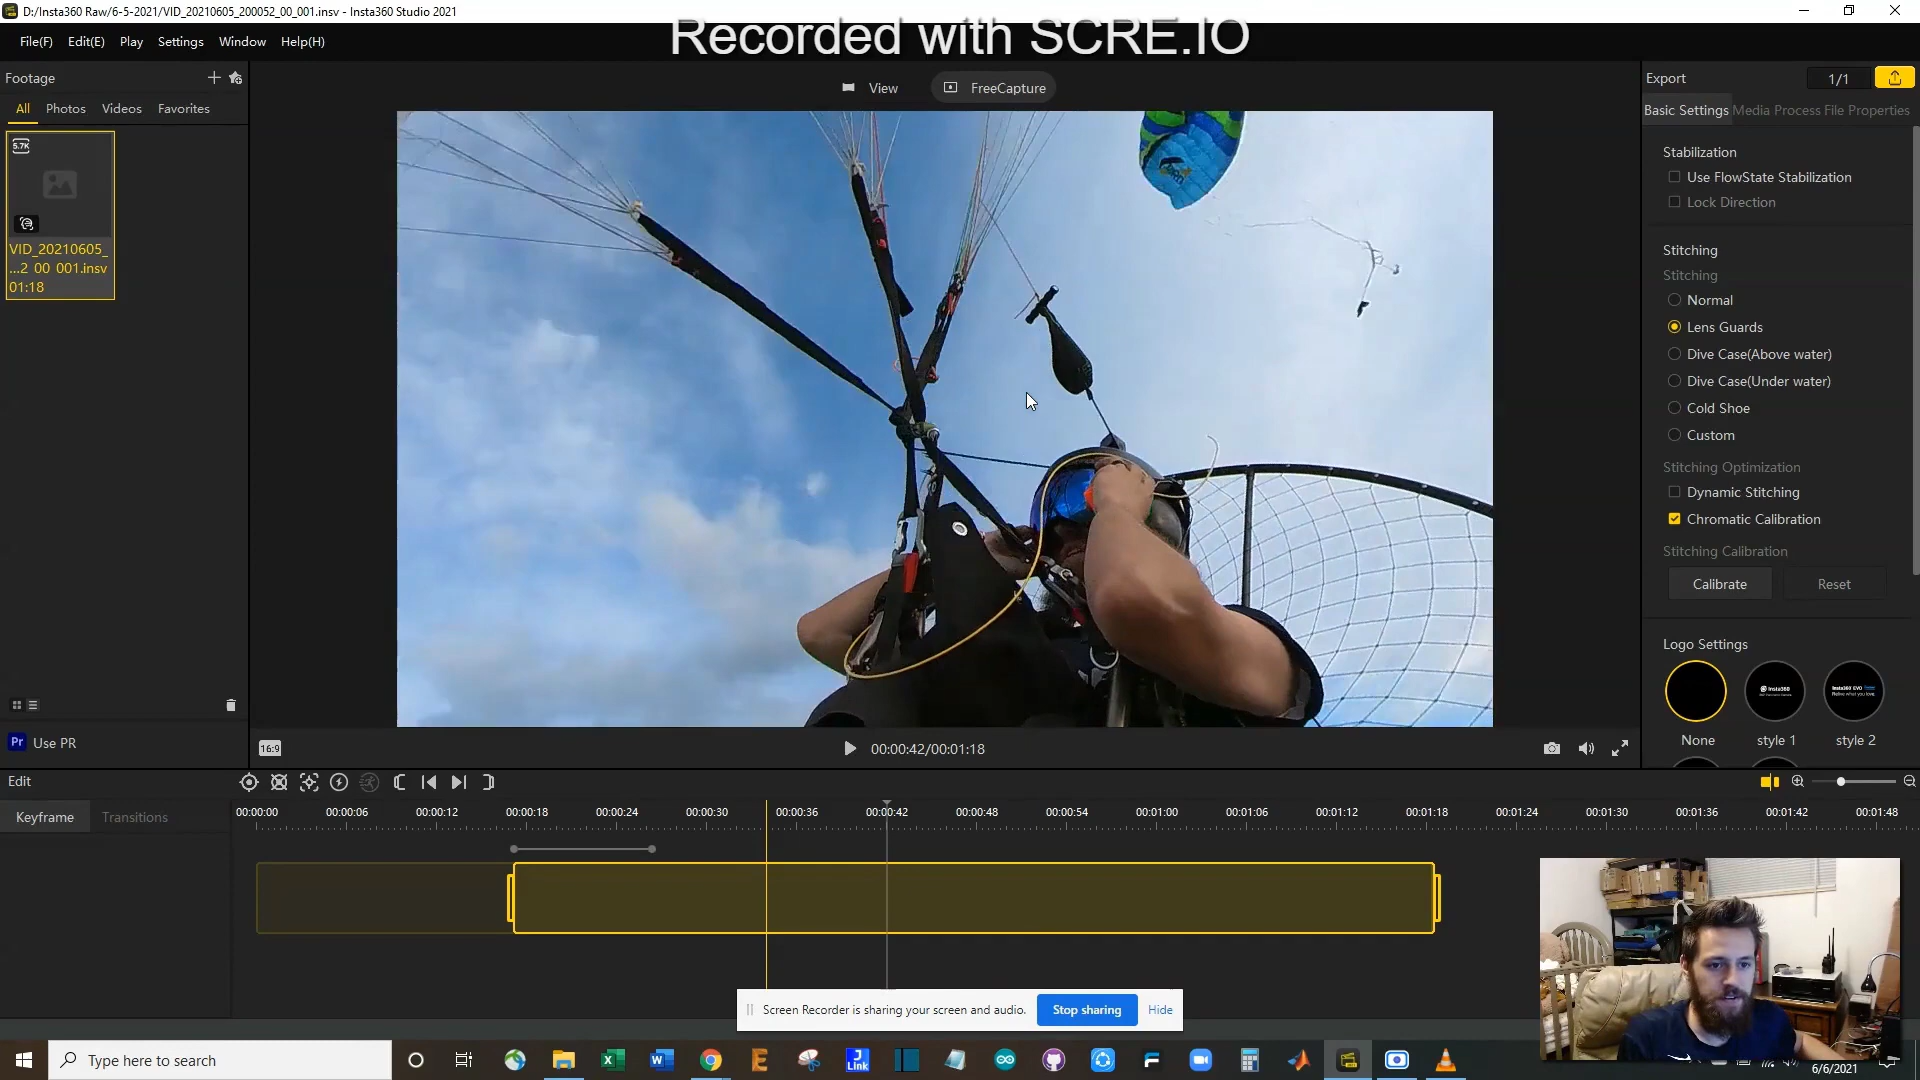 D:/Insta360 Raw/6-5-2021/VID_20210605_200052_00_001.insv - Insta360 Studio 2021
Recorded with SCRE.IO
File(F) Edit(E) Play Settings Window Help(H)
Footage
All Photos Videos Favorites
5.7K
VID_20210605_
...2 00 001.insv
01:18
View FreeCapture
Export 1/1
Basic Settings Media Process File Properties
Stabilization
Use FlowState Stabilization
Lock Direction
Stitching
Stitching
Normal
Lens Guards
Dive Case(Above water)
Dive Case(Under water)
Cold Shoe
Custom
Stitching Optimization
Dynamic Stitching
Chromatic Calibration
Stitching Calibration
Calibrate Reset
Logo Settings
Insta360
Insta360 EVO
None style 1 style 2
Pr Use PR
16:9
00:00:42/00:01:18
Edit
Keyframe Transitions
00:00:00 00:00:06 00:00:12 00:00:18 00:00:24 00:00:30 00:00:36 00:00:42 00:00:48 00:00:54 00:01:00 00:01:06 00:01:12 00:01:18 00:01:24 00:01:30 00:01:36 00:01:42 00:01:48
Screen Recorder is sharing your screen and audio. Stop sharing Hide
Type here to search
J
Link
6/6/2021